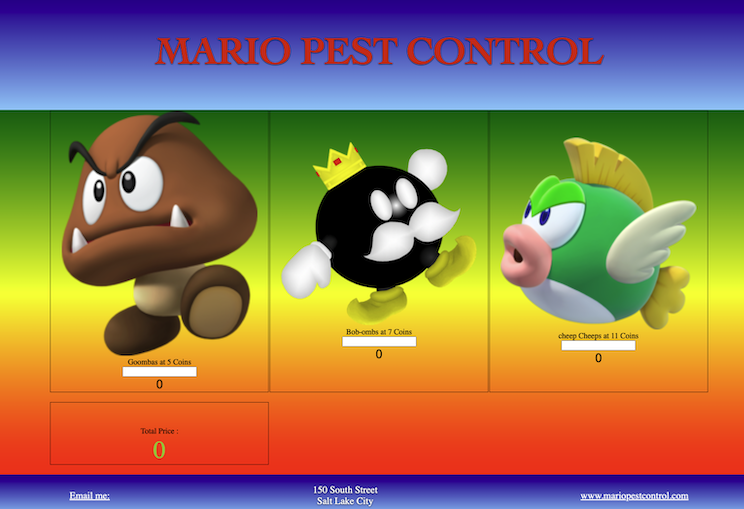 MARIO PEST CONTROL
Goombas at 5 Coins
0
Bob-ombs at 7 Coins
0
cheep Cheeps at 11 Coins
0
Total Price :
0
Email me:
150 South Street
Salt Lake City
www.mariopestcontrol.com